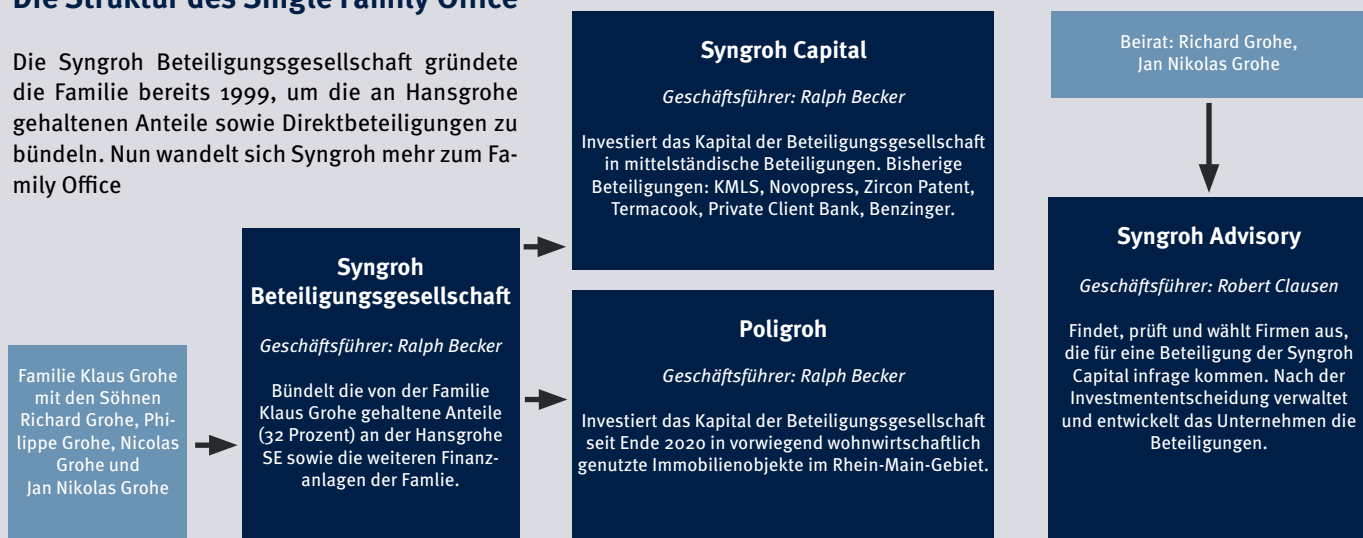 Die Struktur des Single Family Office
Die Syngroh Beteiligungsgesellschaft gründete
die Familie bereits 1999, um die an Hansgrohe
gehaltenen Anteile sowie Direktbeteiligungen zu
bündeln. Nun wandelt sich Syngroh mehr zum Fa-
mily Office
Familie Klaus Grohe
mit den Söhnen
Richard Grohe, Phi-
lippe Grohe, Nicolas
Grohe und
Jan Nikolas Grohe
Syngroh
Beteiligungsgesellschaft
Geschäftsführer: Ralph Becker
Bündelt die von der Familie
Klaus Grohe gehaltene Anteile
(32 Prozent) an der Hansgrohe
SE sowie die weiteren Finanz-
anlagen der Famlie.
Syngroh Capital
Geschäftsführer: Ralph Becker
Investiert das Kapital der Beteiligungsgesellschaft
in mittelständische Beteiligungen. Bisherige
Beteiligungen: KMLS, Novopress, Zircon Patent,
Termacook, Private Client Bank, Benzinger.
Poligroh
Geschäftsführer: Ralph Becker
Investiert das Kapital der Beteiligungsgesellschaft
seit Ende 2020 in vorwiegend wohnwirtschaftlich
genutzte Immobilienobjekte im Rhein-Main-Gebiet.
Beirat: Richard Grohe,
Jan Nikolas Grohe
Syngroh Advisory
Geschäftsführer: Robert Clausen
Findet, prüft und wählt Firmen aus,
die für eine Beteiligung der Syngroh
Capital infrage kommen. Nach der
Investmententscheidung verwaltet
und entwickelt das Unternehmen die
Beteiligungen.